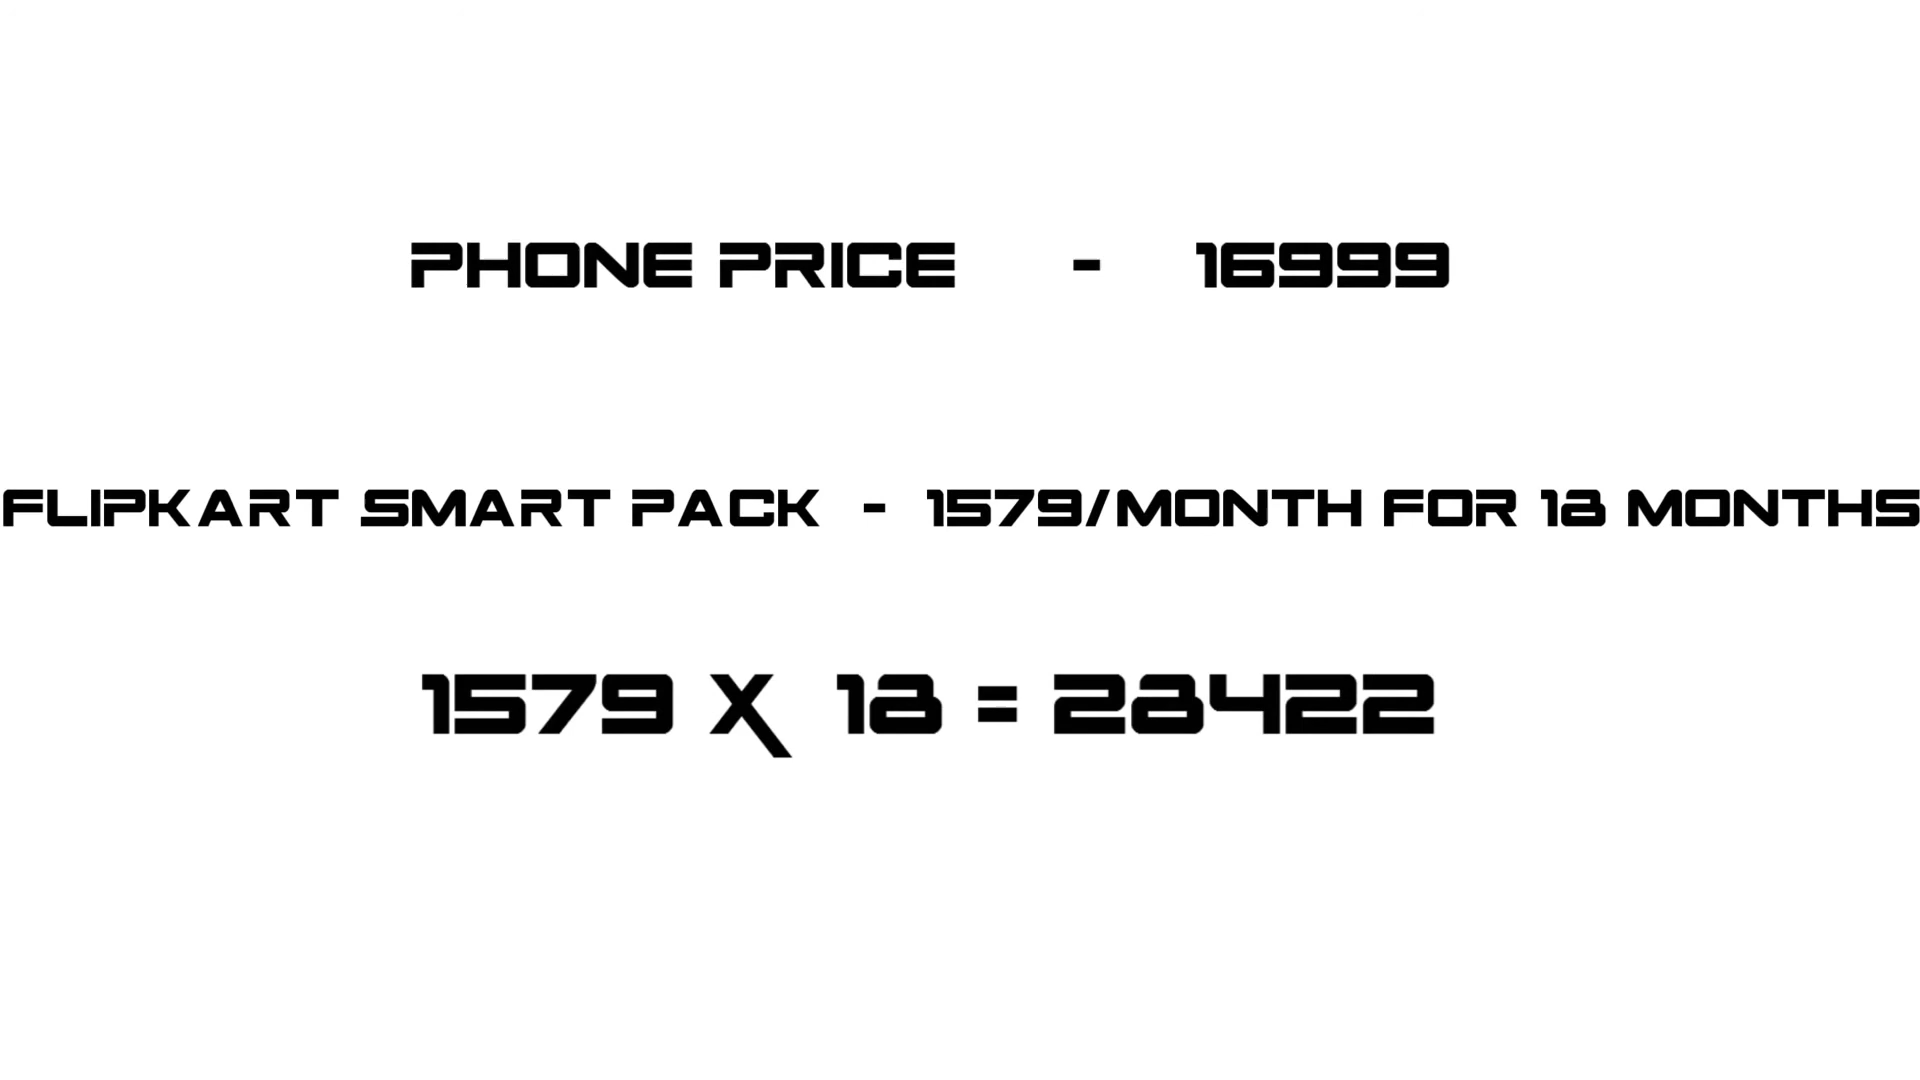 PHONE PRICE - 16999
FLIPKART SMART PACK - 1579/MONTH FOR 18 MONTHS
1579 X 18 = 28422